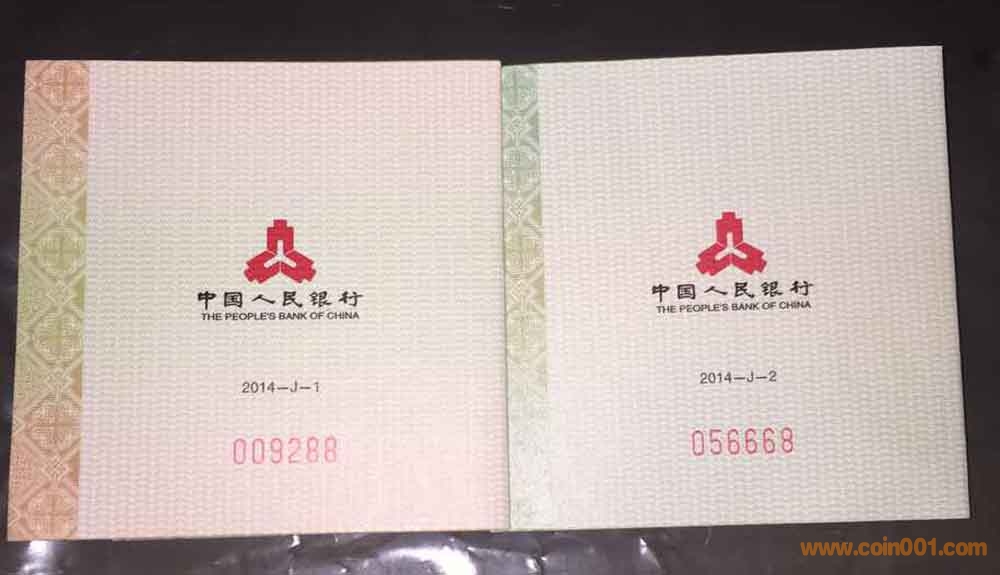 中国人民银行
THE PEOPLE'S BANK OF CHINA
2014-J-1
009288
中国人民银行
THE PEOPLE'S BANK OF CHINA
2014-J-2
056668
www.coin001.com